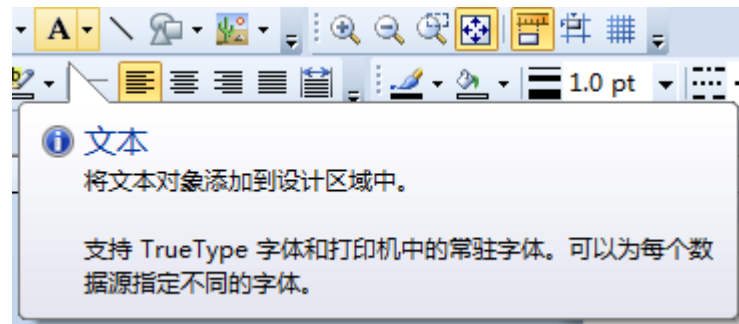 A
1.0 pt
文本
将文本对象添加到设计区域中。
支持 TrueType 字体和打印机中的常驻字体。可以为每个数
据源指定不同的字体。